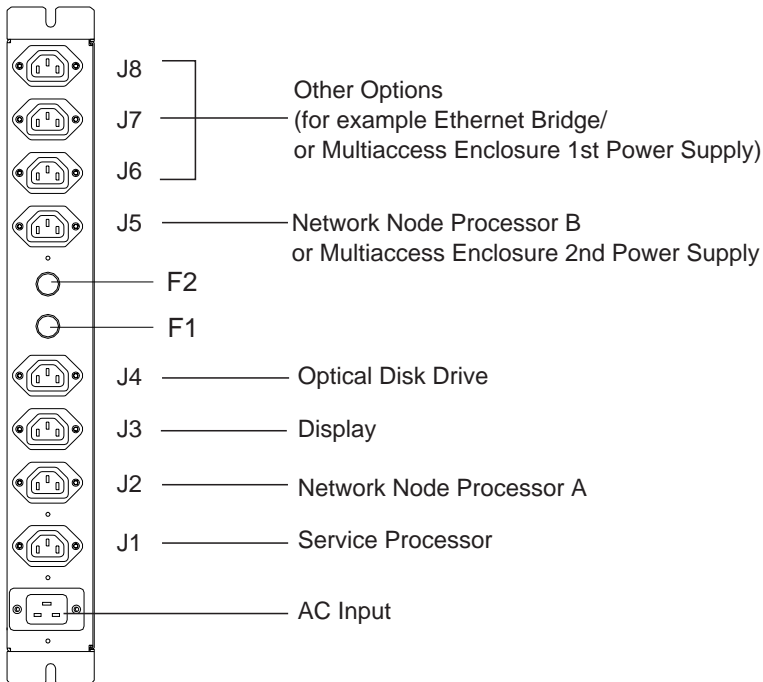 J8
J7
J6
Other Options
(for example Ethernet Bridge/
or Multiaccess Enclosure 1st Power Supply)
J5
Network Node Processor B
or Multiaccess Enclosure 2nd Power Supply
F2
F1
J4
Optical Disk Drive
J3
Display
J2
Network Node Processor A
J1
Service Processor
AC Input